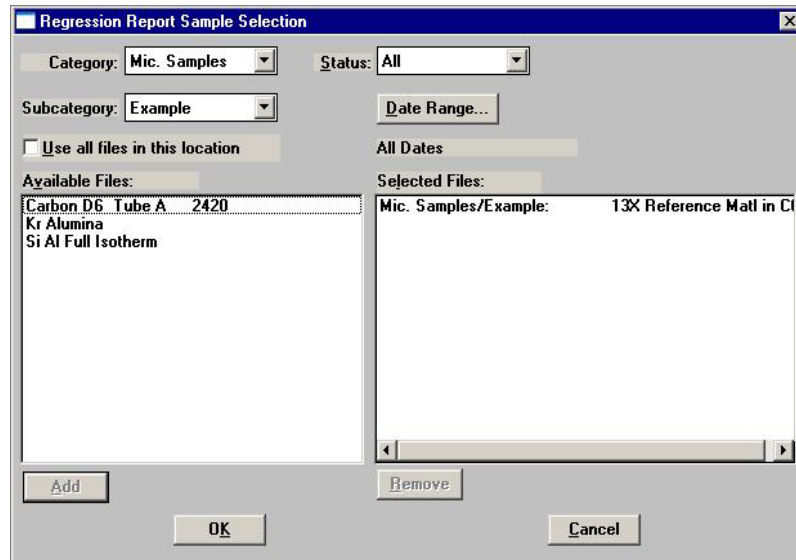 Regression Report Sample Selection
Category: Mic. Samples
Status: All
Subcategory: Example
Date Range...
Use all files in this location
All Dates
Available Files:
Selected Files:
Carbon D6 Tube A 2420
Kr Alumina
Si Al Full Isotherm
Mic. Samples/Example: 13X Reference Matl in
Add
Remove
OK
Cancel